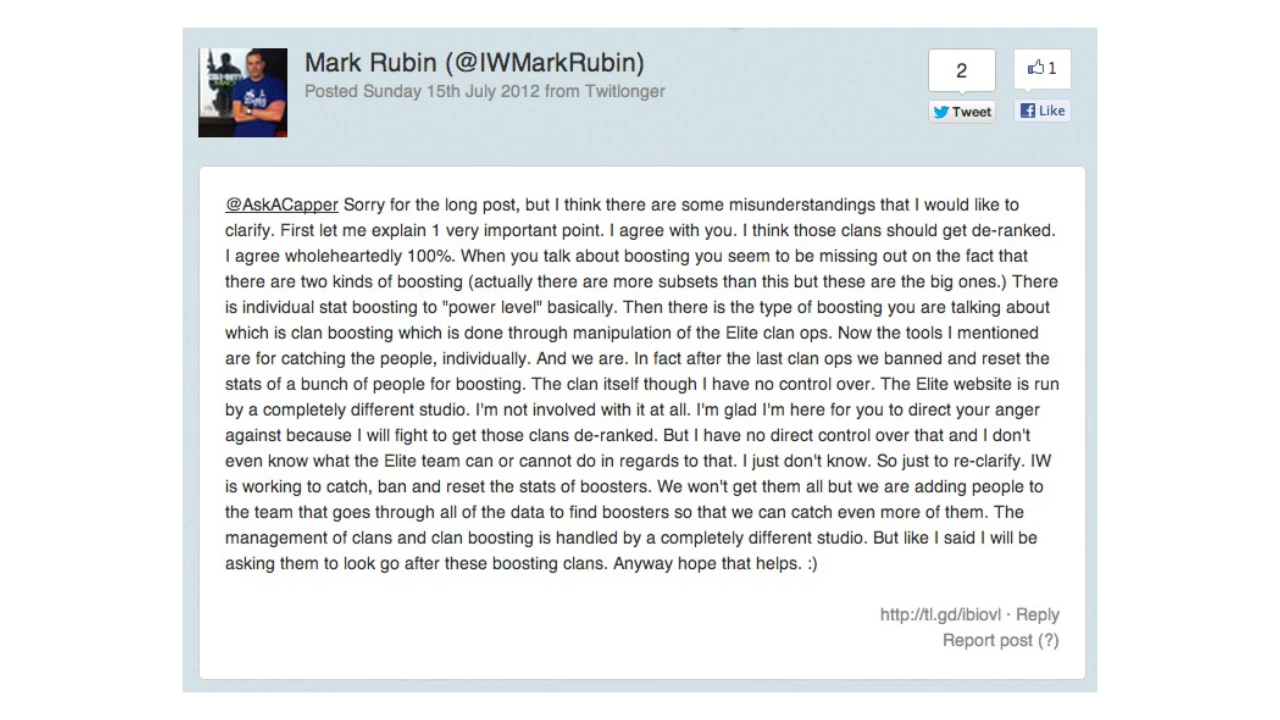 Mark Rubin (@IWMarkRubin)
Posted Sunday 15th July 2012 from Twitlonger
2
Tweet
1
Like
@AskACapper Sorry for the long post, but I think there are some misunderstandings that I would like to
clarify. First let me explain 1 very important point. I agree with you. I think those clans should get de-ranked.
I agree wholeheartedly 100%. When you talk about boosting you seem to be missing out on the fact that
there are two kinds of boosting (actually there are more subsets than this but these are the big ones.) There
is individual stat boosting to "power level" basically. Then there is the type of boosting you are talking about
which is clan boosting which is done through manipulation of the Elite clan ops. Now the tools I mentioned
are for catching the people, individually. And we are. In fact after the last clan ops we banned and reset the
stats of a bunch of people for boosting. The clan itself though I have no control over. The Elite website is run
by a completely different studio. I'm not involved with it at all. I'm glad I'm here for you to direct your anger
against because I will fight to get those clans de-ranked. But I have no direct control over that and I don't
even know what the Elite team can or cannot do in regards to that. I just don't know. So just to re-clarify. IW
is working to catch, ban and reset the stats of boosters. We won't get them all but we are adding people to
the team that goes through all of the data to find boosters so that we can catch even more of them. The
management of clans and clan boosting is handled by a completely different studio. But like I said I will be
asking them to look go after these boosting clans. Anyway hope that helps. :)
http://tl.gd/ibiovl · Reply
Report post (?)